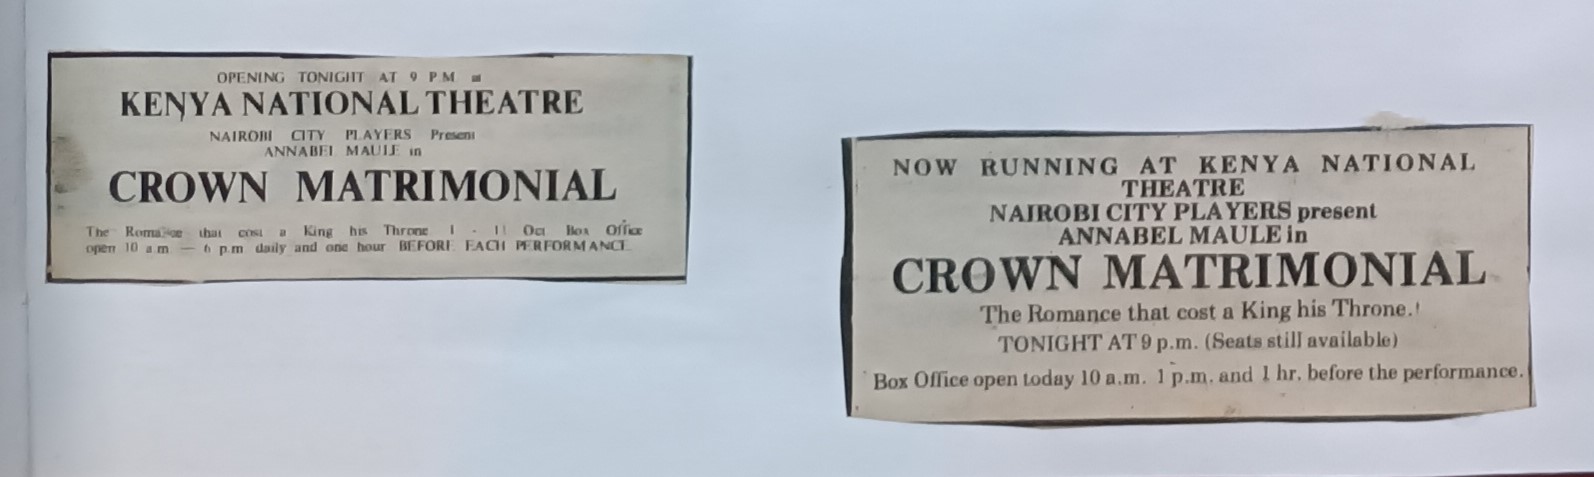 OPENING TONIGHT AT 9 P.M. at
KENYA NATIONAL THEATRE
NAIROBI CITY PLAYERS Present
ANNABEL MAULE in
CROWN MATRIMONIAL
The Romance that cost a King his Throne 1 - 11 Oct Box Office
open 10 a.m. — 6 p.m. daily and one hour BEFORE EACH PERFORMANCE.
NOW RUNNING AT KENYA NATIONAL
THEATRE
NAIROBI CITY PLAYERS present
ANNABEL MAULE in
CROWN MATRIMONIAL
The Romance that cost a King his Throne.!
TONIGHT AT 9 p.m. (Seats still available)
Box Office open today 10 a.m. 1 p.m. and 1 hr. before the performance.